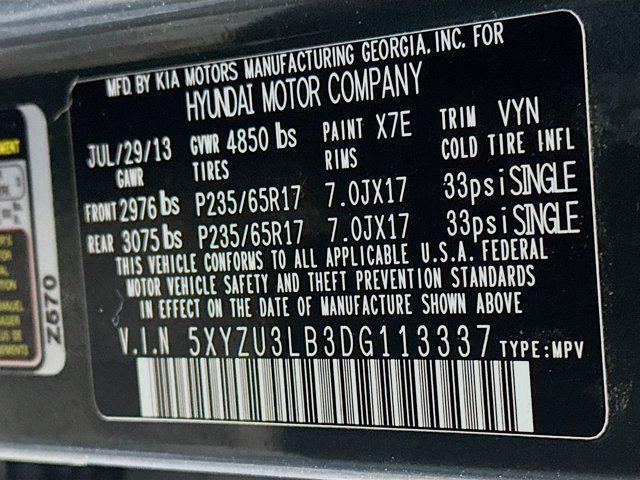 MFD. BY KIA MOTORS MANUFACTURING GEORGIA, INC. FOR
HYUNDAI MOTOR COMPANY
JUL/29/13 GVWR 4850 lbs PAINT X7E TRIM VYN
GAWR TIRES RIMS COLD TIRE INFL
FRONT 2976 lbs P235/65R17 7.0JX17 33psi SINGLE
REAR 3075 lbs P235/65R17 7.0JX17 33psi SINGLE
THIS VEHICLE CONFORMS TO ALL APPLICABLE U.S.A. FEDERAL
MOTOR VEHICLE SAFETY AND THEFT PREVENTION STANDARDS
IN EFFECT ON THE DATE OF MANUFACTURE SHOWN ABOVE
V.I.N 5XYZU3LB3DG113337 TYPE:MPV
Z570